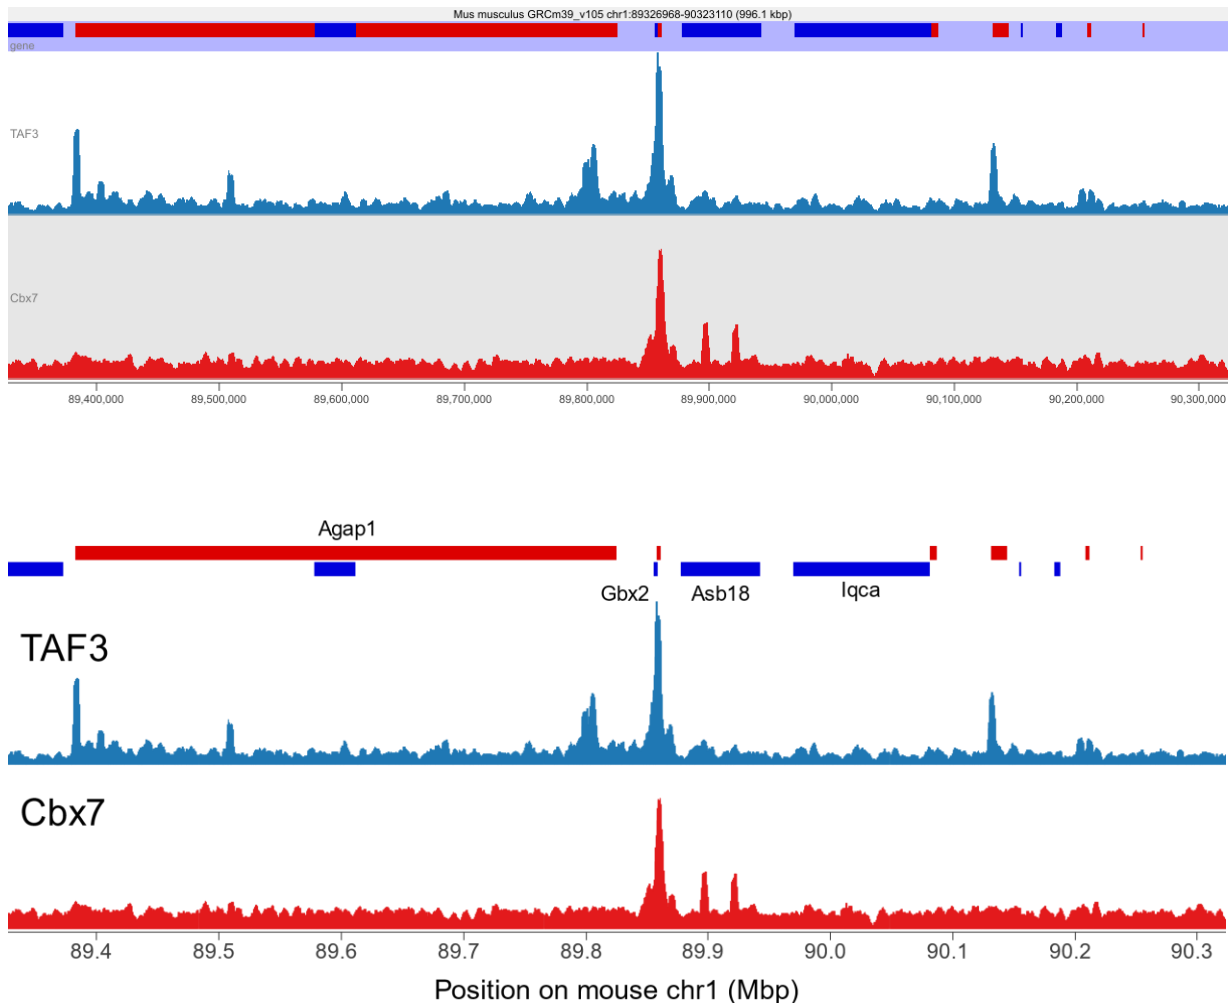 Mus musculus GRCm39_v105 chr1:89326968-90323110 (996.1 kbp)
gene
TAF3
Cbx7
89,400,000 89,500,000 89,600,000 89,700,000 89,800,000 89,900,000 90,000,000 90,100,000 90,200,000 90,300,000
Agap1
Gbx2 Asb18 Iqca
TAF3
Cbx7
89.4 89.5 89.6 89.7 89.8 89.9 90.0 90.1 90.2 90.3
Position on mouse chr1 (Mbp)